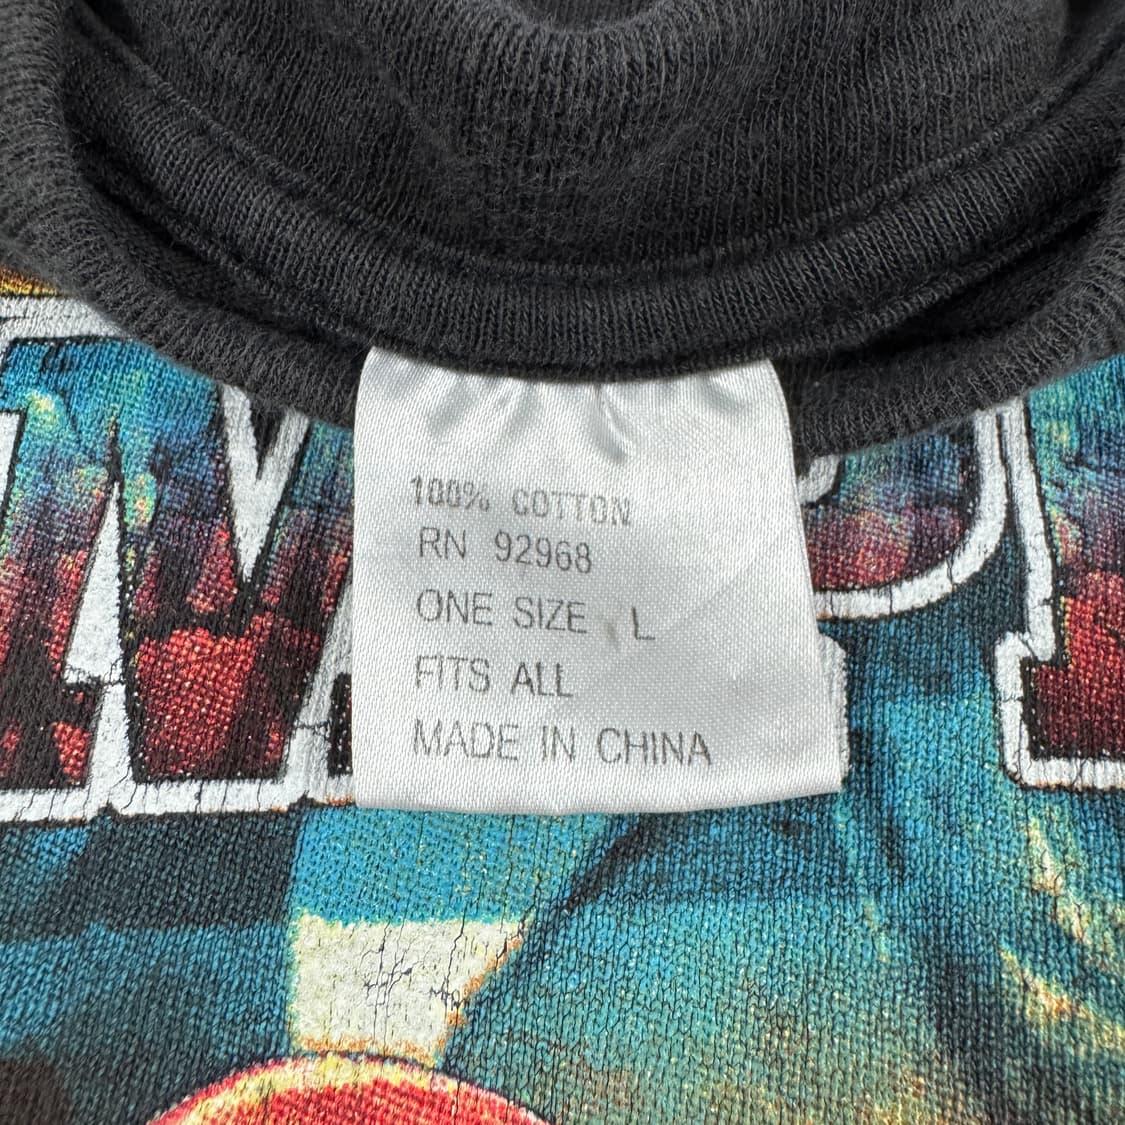 100% COTTON
RN 92968
ONE SIZE L
FITS ALL
MADE IN CHINA